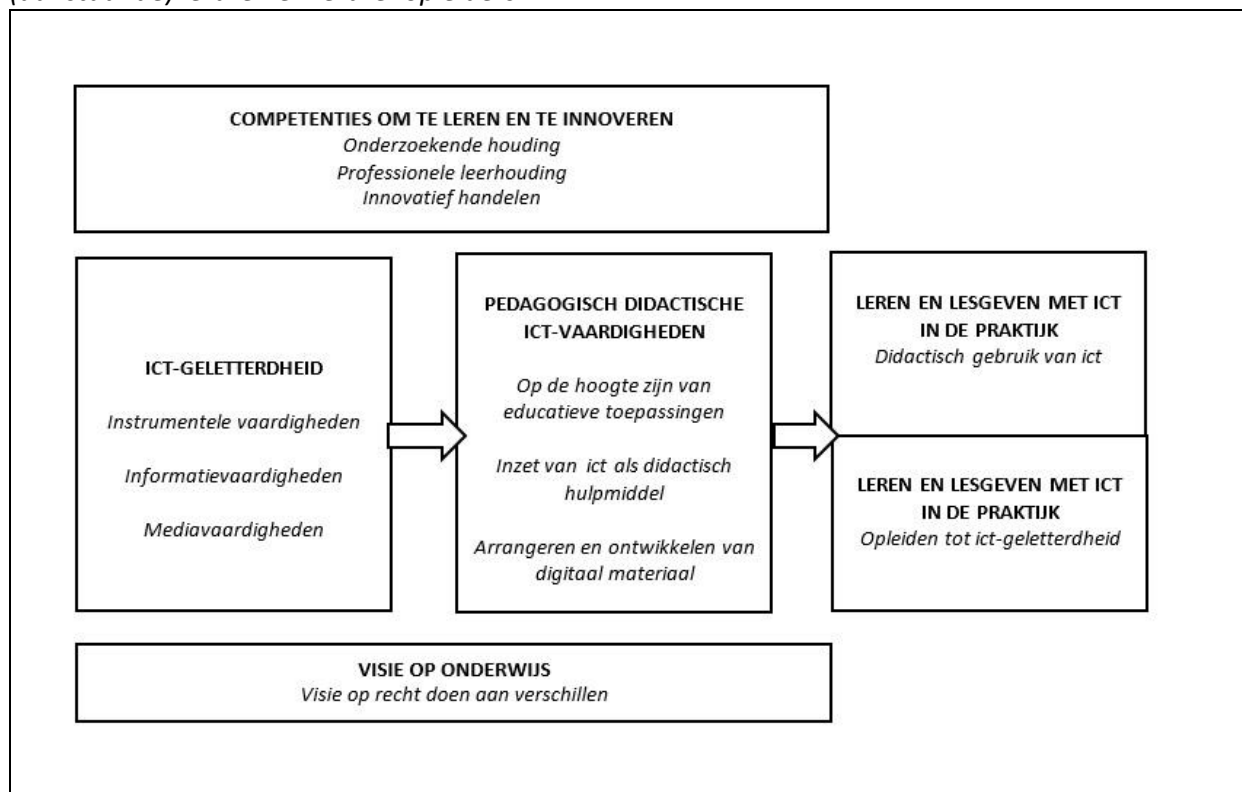 COMPETENTIES OM TE LEREN EN TE INNOVEREN
Onderzoekende houding
Professionele leerhouding
Innovatief handelen
ICT-GELETTERDHEID
Instrumentele vaardigheden
Informatievaardigheden
Mediavaardigheden
PEDAGOGISCH DIDACTISCHE
ICT-VAARDIGHEDEN
Op de hoogte zijn van
educatieve toepassingen
Inzet van ict als didactisch
hulpmiddel
Arrangeren en ontwikkelen van
digitaal materiaal
LEREN EN LESGEVEN MET ICT
IN DE PRAKTIJK
Didactisch gebruik van ict
LEREN EN LESGEVEN MET ICT
IN DE PRAKTIJK
Opleiden tot ict-geletterdheid
VISIE OP ONDERWIJS
Visie op recht doen aan verschillen